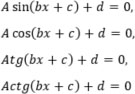 A sin(bx + c) + d = 0,
A cos(bx + c) + d = 0,
Atg(bx + c) + d = 0,
Actg(bx + c) + d = 0